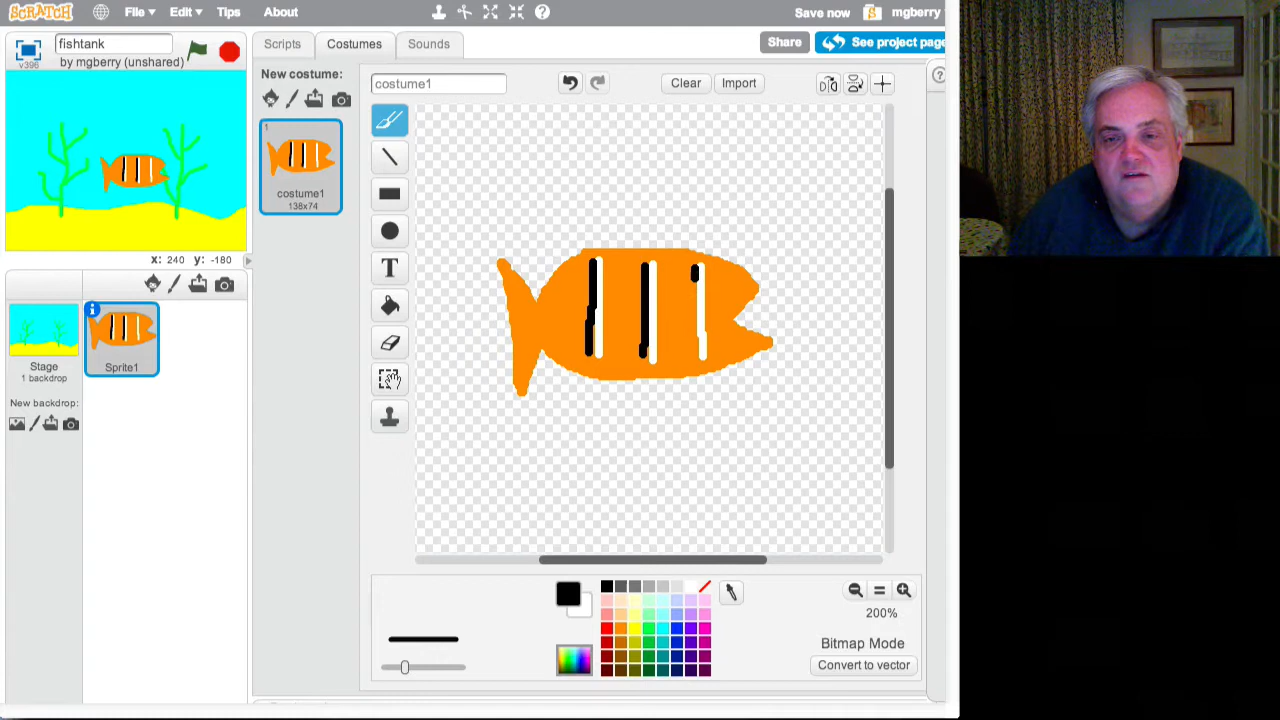 SCRATCH File Edit Tips About Save now mgberry
fishtank
by mgberry (unshared)
v396
Scripts Costumes Sounds Share See project page
New costume:
costume1 Clear Import
1
costume1
138x74
T
x: 240 y: -180
Stage
1 backdrop
Sprite1
New backdrop:
200%
Bitmap Mode
Convert to vector